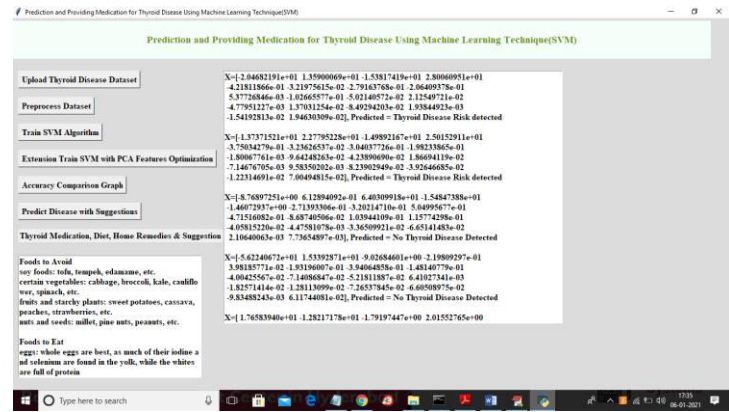 Prediction and Providing Medication for Thyroid Disease Using Machine Learning Technique(SVM)
Prediction and Providing Medication for Thyroid Disease Using Machine Learning Technique(SVM)
Upload Thyroid Disease Dataset
Preprocess Dataset
Train SVM Algorithm
Extension Train SVM with PCA Features Optimization
Accuracy Comparison Graph
Predict Disease with Suggestions
Thyroid Medication, Diet, Home Remedies & Suggestion
Foods to Avoid
soy foods: tofu, tempeh, edamame, etc.
certain vegetables: cabbage, broccoli, kale, cauliflo
wer, spinach, etc.
fruits and starchy plants: sweet potatoes, cassava,
peaches, strawberries, etc.
nuts and seeds: millet, pine nuts, peanuts, etc.
Foods to Eat
eggs: whole eggs are best, as much of their iodine a
nd selenium are found in the yolk, while the whites
are full of protein
X=[-2.04682191e+01 1.35900069e+01 -1.53817419e+01 2.80060951e+01
-4.21811866e-01 -3.21975615e-02 -2.79163768e-01 -2.06409378e-01
5.37726846e-03 -1.02665577e-01 -5.02140572e-02 2.12549721e-02
-4.77951227e-03 1.37031254e-02 -8.49294203e-02 1.93844923e-03
-1.54192813e-02 1.94630309e-02], Predicted = Thyroid Disease Risk detected
X=[-1.37371521e+01 2.27795228e+01 -1.49892167e+01 2.50152911e+01
-3.75034279e-01 -3.23626537e-02 -3.04037726e-01 -1.98233865e-01
-1.80067761e-03 -9.64248263e-02 -4.23890690e-02 1.86694119e-02
-7.14676705e-03 9.58350202e-03 -8.23902949e-02 -3.92646685e-02
-1.22314691e-02 7.00494815e-02], Predicted = Thyroid Disease Risk detected
X=[-8.76897251e+00 6.12894092e-01 6.40309918e+01 -1.54847388e+01
-1.46072937e+00 -2.71393306e-01 -3.20214710e-01 5.04995677e-01
-4.71516082e-01 -8.68740506e-02 1.03944109e-01 1.15774298e-01
-4.05815220e-02 -4.47581078e-03 -3.36509921e-02 -6.65141483e-02
2.10640063e-03 7.73654897e-03], Predicted = No Thyroid Disease Detected
X=[-5.62240672e+01 1.53392871e+01 -9.02684601e+00 -2.19809297e-01
3.98185771e-02 -1.93196007e-01 -3.94064858e-01 -1.48140779e-01
-4.00425567e-02 -7.14086847e-02 -5.21811887e-02 6.41027341e-03
-1.82571414e-02 -1.28113099e-02 -7.26537845e-02 -6.60508975e-02
-9.83488243e-03 6.11744081e-02], Predicted = No Thyroid Disease Detected
X=[ 1.76583940e+01 -1.28217178e+01 -1.79197447e+00 2.01552765e+01
Type here to search
17:35
06-01-2021